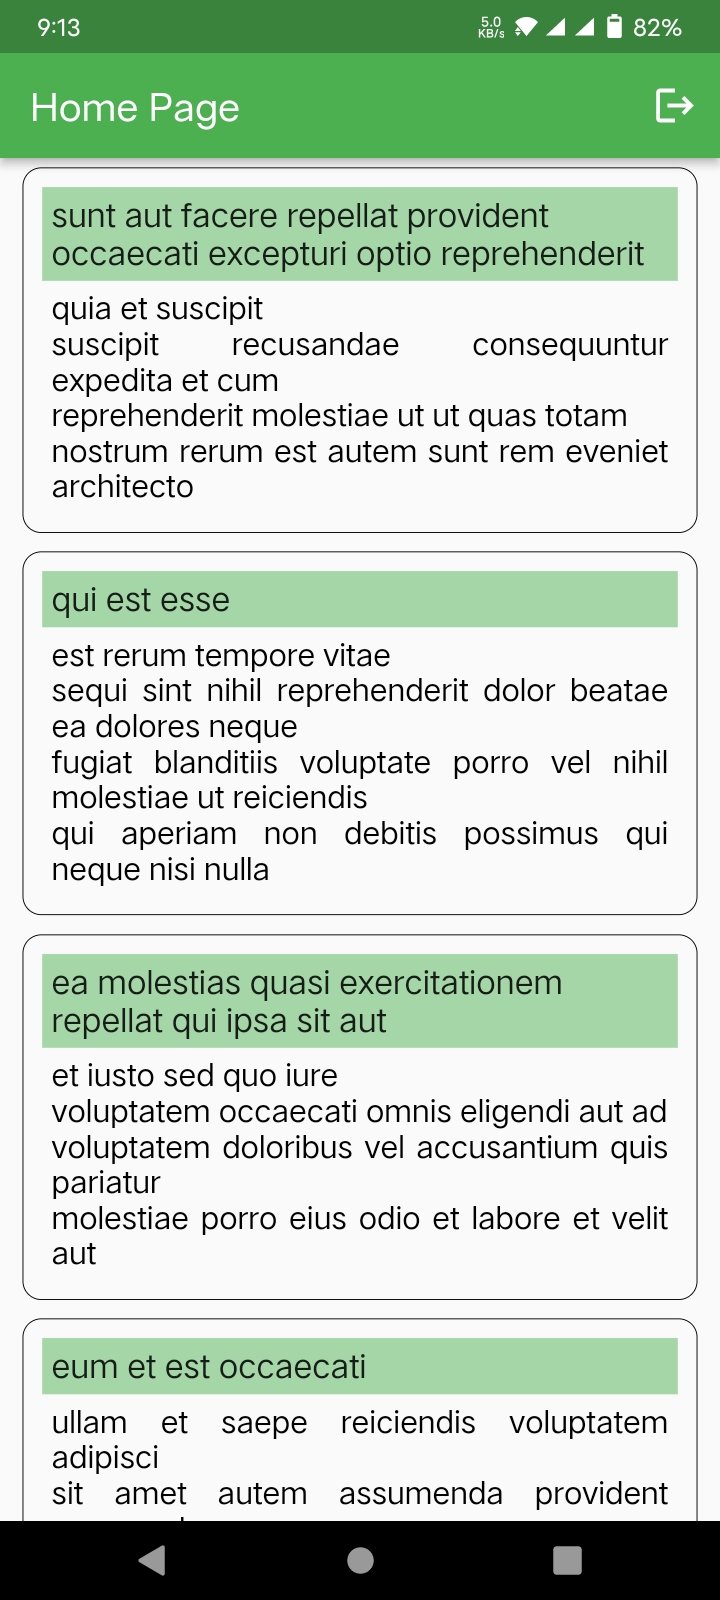 9:13
5.0
KB/s
82%
Home Page
sunt aut facere repellat provident
occaecati excepturi optio reprehenderit
quia et suscipit
suscipit recusandae consequuntur
expedita et cum
reprehenderit molestiae ut ut quas totam
nostrum rerum est autem sunt rem eveniet
architecto
qui est esse
est rerum tempore vitae
sequi sint nihil reprehenderit dolor beatae
ea dolores neque
fugiat blanditiis voluptate porro vel nihil
molestiae ut reiciendis
qui aperiam non debitis possimus qui
neque nisi nulla
ea molestias quasi exercitationem
repellat qui ipsa sit aut
et iusto sed quo iure
voluptatem occaecati omnis eligendi aut ad
voluptatem doloribus vel accusantium quis
pariatur
molestiae porro eius odio et labore et velit
aut
eum et est occaecati
ullam et saepe reiciendis voluptatem
adipisci
sit amet autem assumenda provident